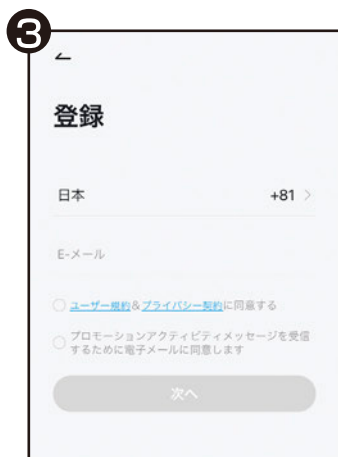 3
登録
日本 +81 >
E-メール
ユーザー規約&プライバシー契約に同意する
プロモーションアクティビティメッセージを受信
するために電子メールに同意します
次へ